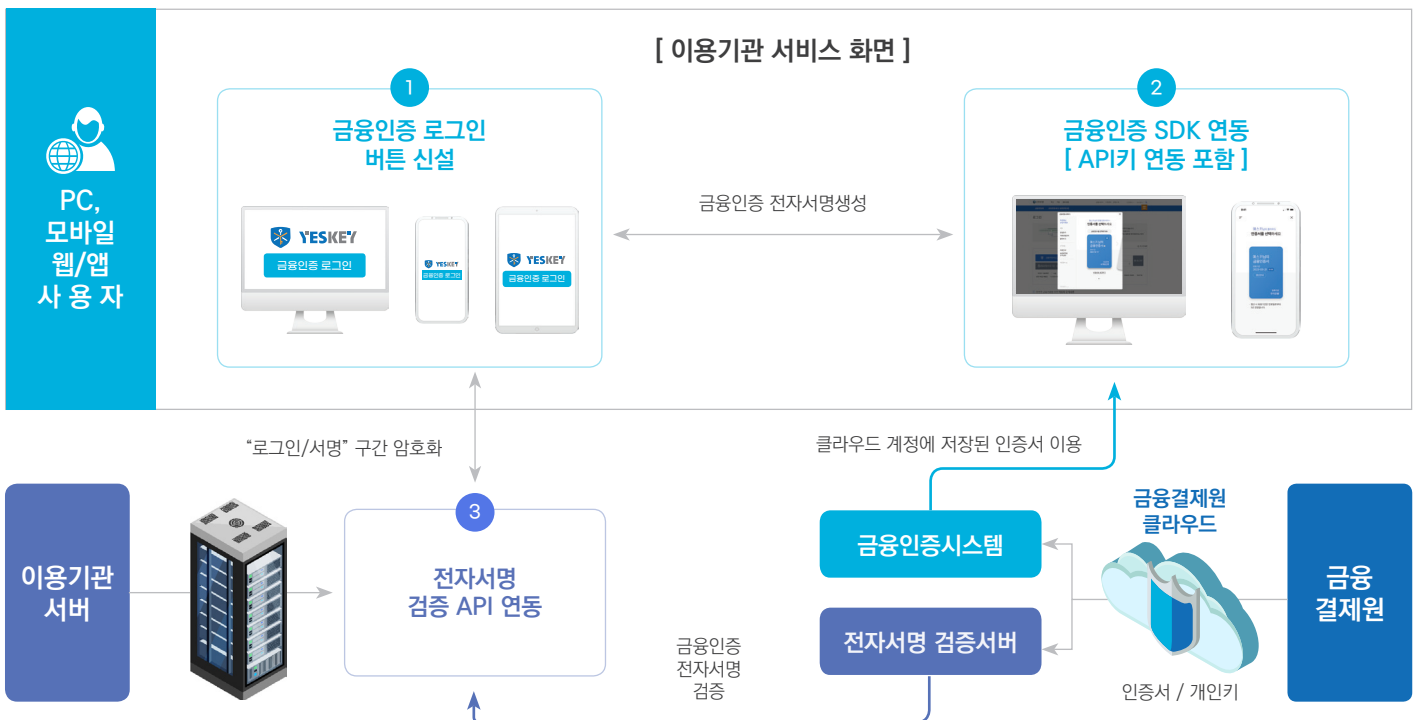 [ 이용기관 서비스 화면 ]
PC,
모바일
웹/앱
사 용 자
1
금융인증 로그인
버튼 신설
YESKEY
금융인증 로그인
YESKEY
금융인증 로그인
YESKEY
금융인증 로그인
금융인증 전자서명생성
2
금융인증 SDK 연동
[ API키 연동 포함 ]
“로그인/서명” 구간 암호화
클라우드 계정에 저장된 인증서 이용
이용기관
서버
3
전자서명
검증 API 연동
금융인증
전자서명
검증
금융인증시스템
전자서명 검증서버
금융결제원
클라우드
인증서 / 개인키
금융
결제원